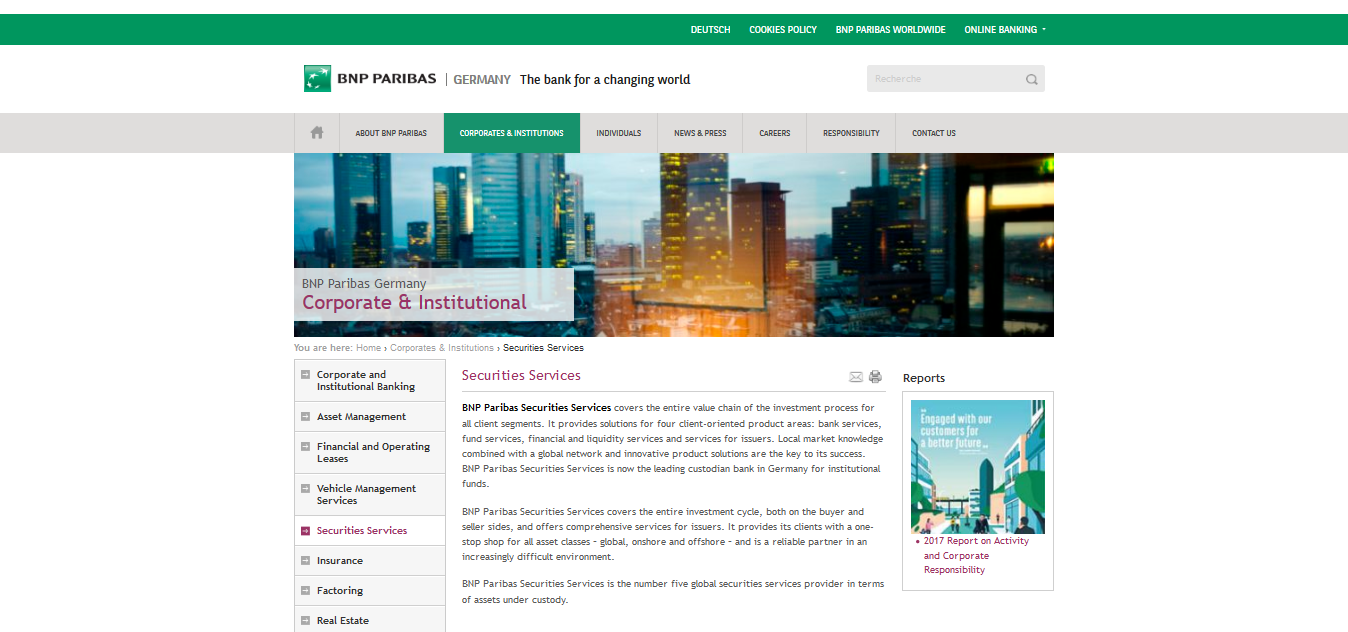 DEUTSCH COOKIES POLICY BNP PARIBAS WORLDWIDE ONLINE BANKING
BNP PARIBAS | GERMANY The bank for a changing world
Recherche
ABOUT BNP PARIBAS CORPORATES & INSTITUTIONS INDIVIDUALS NEWS & PRESS CAREERS RESPONSIBILITY CONTACT US
BNP Paribas Germany
Corporate & Institutional
You are here: Home › Corporates & Institutions › Securities Services
Corporate and
Institutional Banking
Asset Management
Financial and Operating
Leases
Vehicle Management
Services
Securities Services
Insurance
Factoring
Real Estate
Securities Services
BNP Paribas Securities Services covers the entire value chain of the investment process for
all client segments. It provides solutions for four client-oriented product areas: bank services,
fund services, financial and liquidity services and services for issuers. Local market knowledge
combined with a global network and innovative product solutions are the key to its success.
BNP Paribas Securities Services is now the leading custodian bank in Germany for institutional
funds.
BNP Paribas Securities Services covers the entire investment cycle, both on the buyer and
seller sides, and offers comprehensive services for issuers. It provides its clients with a one-
stop shop for all asset classes – global, onshore and offshore – and is a reliable partner in an
increasingly difficult environment.
BNP Paribas Securities Services is the number five global securities services provider in terms
of assets under custody.
Reports
Engaged with our
customers for
a better future
• 2017 Report on Activity
and Corporate
Responsibility